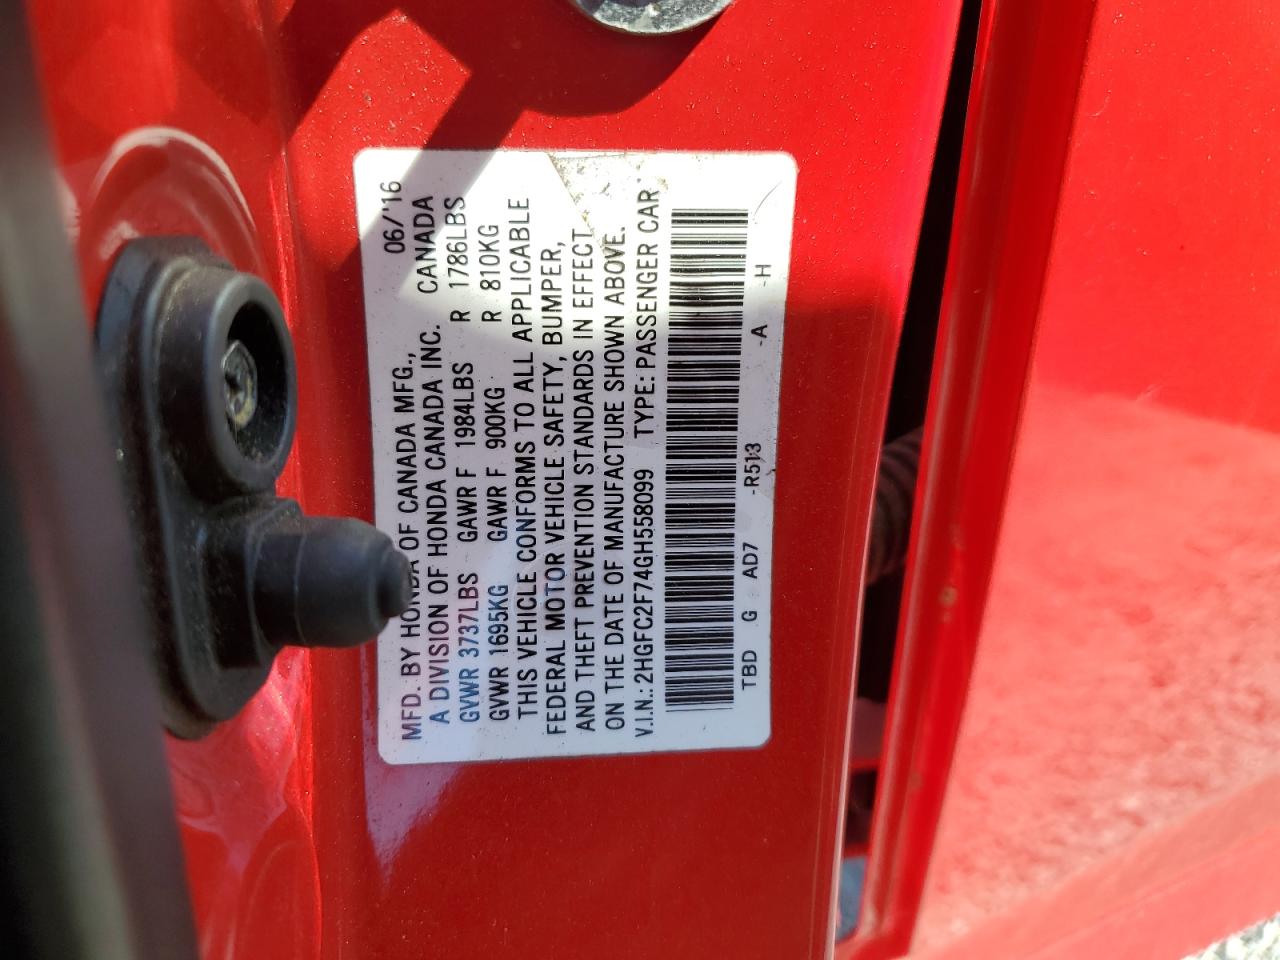 06/'16
MFD. BY HONDA OF CANADA MFG.,
A DIVISION OF HONDA CANADA INC. CANADA
GVWR 3737LBS GAWR F 1984LBS R 1786LBS
GVWR 1695KG GAWR F 900KG R 810KG
THIS VEHICLE CONFORMS TO ALL APPLICABLE
FEDERAL MOTOR VEHICLE SAFETY, BUMPER,
AND THEFT PREVENTION STANDARDS IN EFFECT
ON THE DATE OF MANUFACTURE SHOWN ABOVE.
V.I.N.: 2HGFC2F74GH558099 TYPE: PASSENGER CAR
TBD G AD7 -R513 -A -H